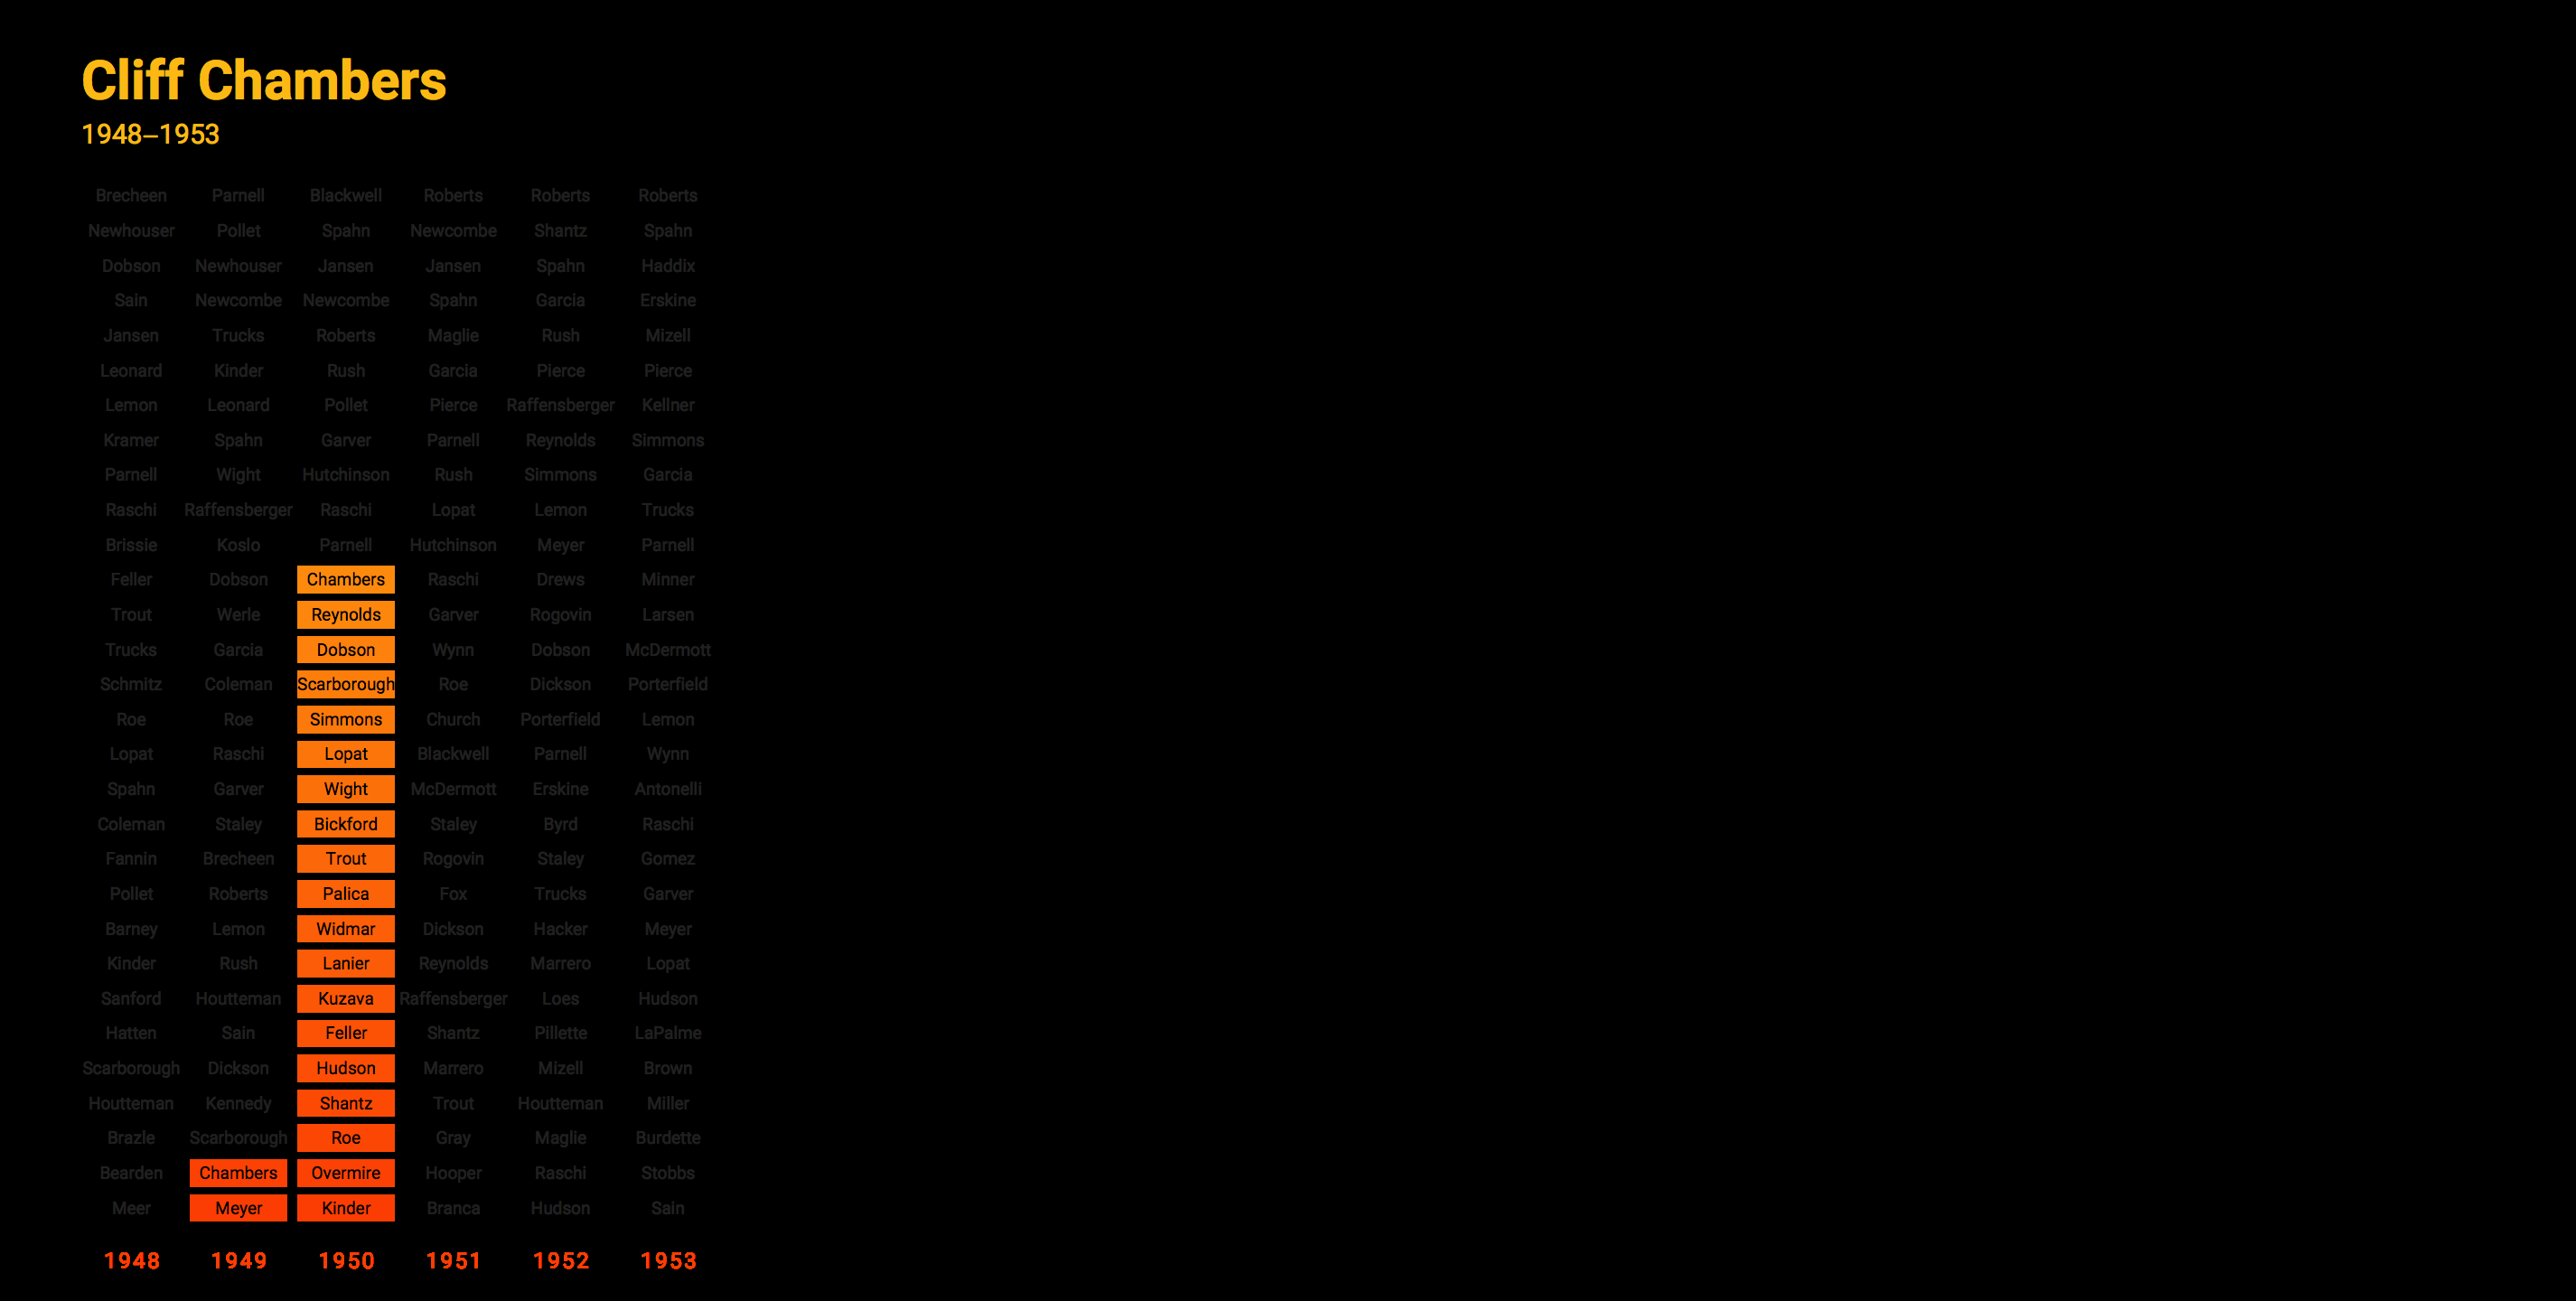 Cliff Chambers
1948–1953
Brecheen Parnell Blackwell Roberts Roberts Roberts
Newhouser Pollet Spahn Newcombe Shantz Spahn
Dobson Newhouser Jansen Jansen Spahn Haddix
Sain Newcombe Newcombe Spahn Garcia Erskine
Jansen Trucks Roberts Maglie Rush Mizell
Leonard Kinder Rush Garcia Pierce Pierce
Lemon Leonard Pollet Pierce Raffensberger Kellner
Kramer Spahn Garver Parnell Reynolds Simmons
Parnell Wight Hutchinson Rush Simmons Garcia
Raschi Raffensberger Raschi Lopat Lemon Trucks
Brissie Koslo Parnell Hutchinson Meyer Parnell
Feller Dobson Chambers Raschi Drews Minner
Trout Werle Reynolds Garver Rogovin Larsen
Trucks Garcia Dobson Wynn Dobson McDermott
Schmitz Coleman Scarborough Roe Dickson Porterfield
Roe Roe Simmons Church Porterfield Lemon
Lopat Raschi Lopat Blackwell Parnell Wynn
Spahn Garver Wight McDermott Erskine Antonelli
Coleman Staley Bickford Staley Byrd Raschi
Fannin Brecheen Trout Rogovin Staley Gomez
Pollet Roberts Palica Fox Trucks Garver
Barney Lemon Widmar Dickson Hacker Meyer
Kinder Rush Lanier Reynolds Marrero Lopat
Sanford Houtteman Kuzava Raffensberger Loes Hudson
Hatten Sain Feller Shantz Pillette LaPalme
Scarborough Dickson Hudson Marrero Mizell Brown
Houtteman Kennedy Shantz Trout Houtteman Miller
Brazle Scarborough Roe Gray Maglie Burdette
Bearden Chambers Overmire Hooper Raschi Stobbs
Meer Meyer Kinder Branca Hudson Sain
1948 1949 1950 1951 1952 1953